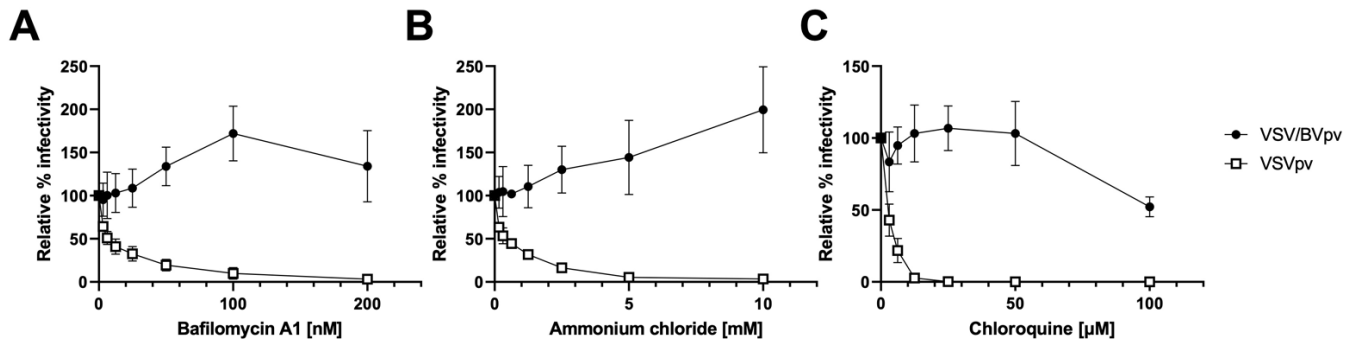 A
B
C
Relative % infectivity
250
200
150
100
50
0
0
100
200
Bafilomycin A1 [nM]
Relative % infectivity
250
200
150
100
50
0
0
5
10
Ammonium chloride [mM]
Relative % infectivity
150
100
50
0
0
50
100
Chloroquine [µM]
VSV/BVpv
VSVpv